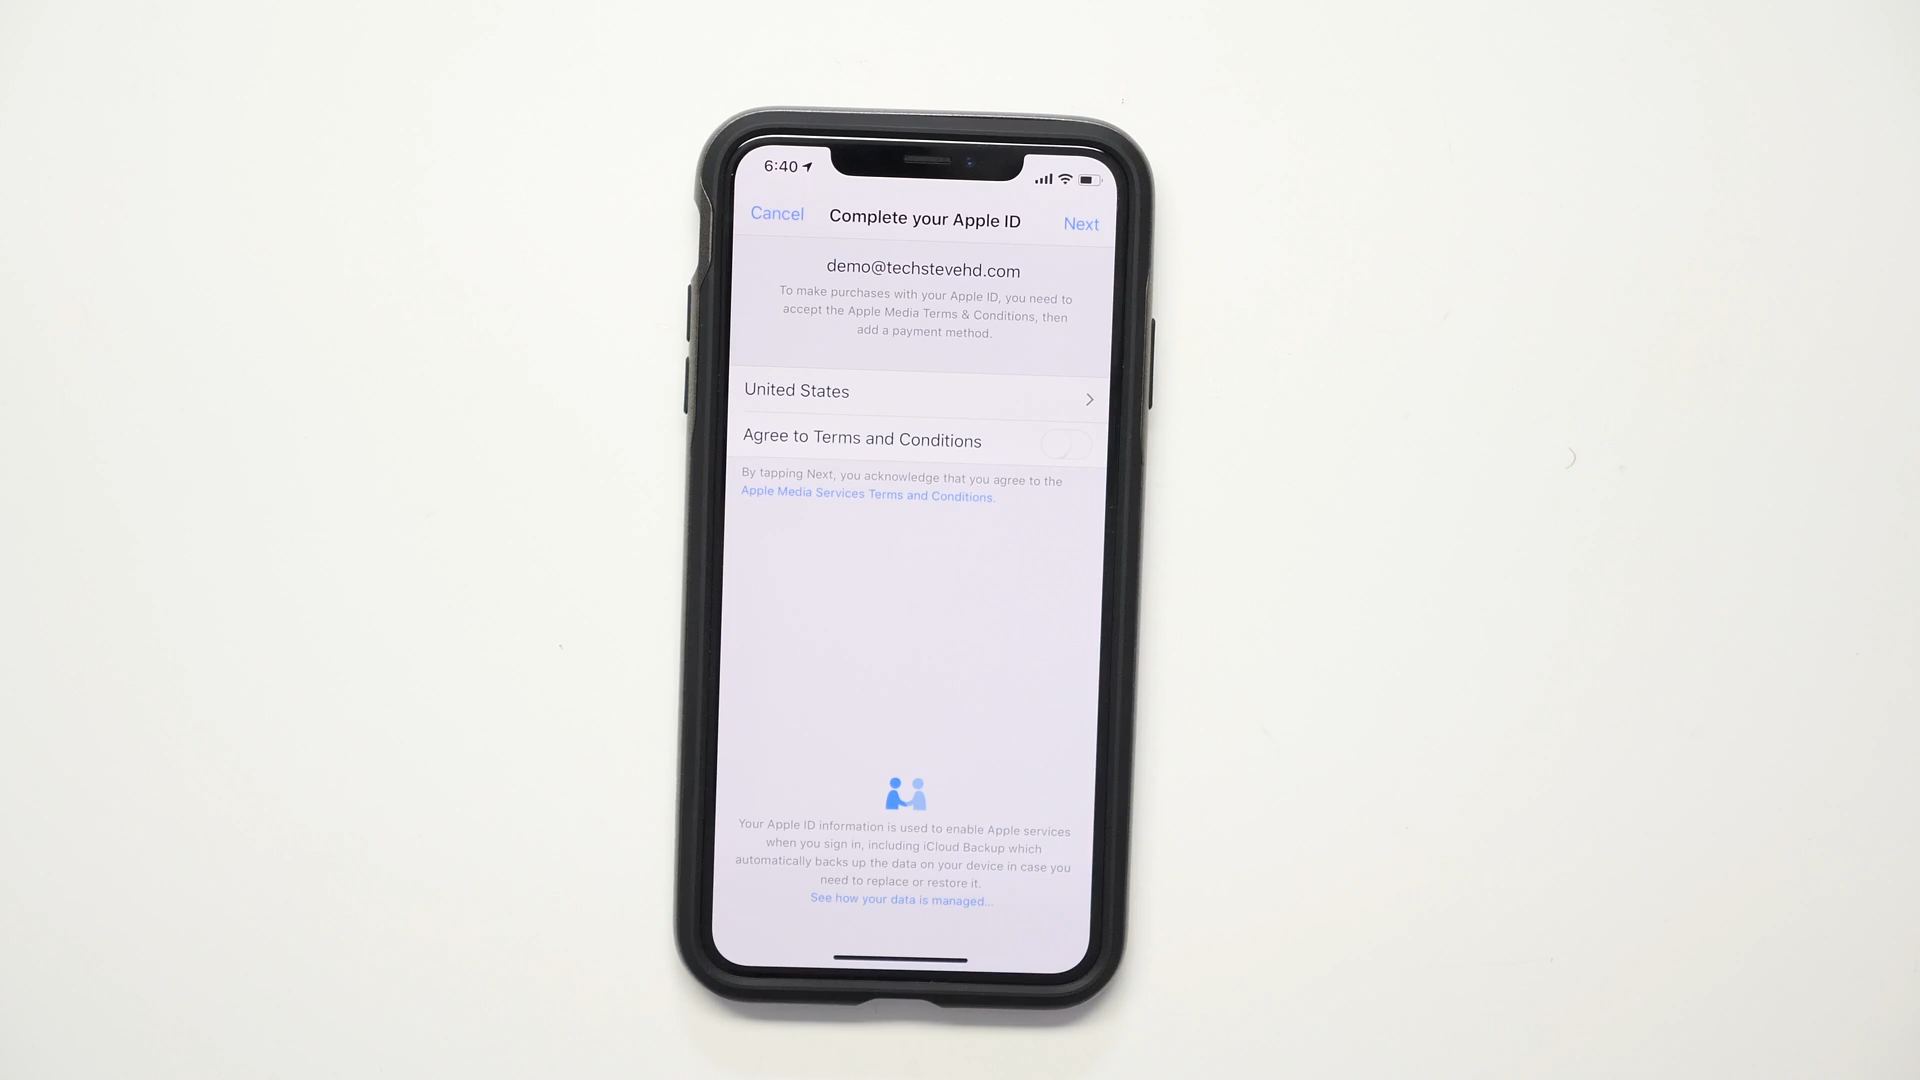 6:40
Cancel
Complete your Apple ID
Next
demo@techstevehd.com
To make purchases with your Apple ID, you need to
accept the Apple Media Terms & Conditions, then
add a payment method.
United States
Agree to Terms and Conditions
By tapping Next, you acknowledge that you agree to the
Apple Media Services Terms and Conditions.
Your Apple ID information is used to enable Apple services
when you sign in, including iCloud Backup which
automatically backs up the data on your device in case you
need to replace or restore it.
See how your data is managed...